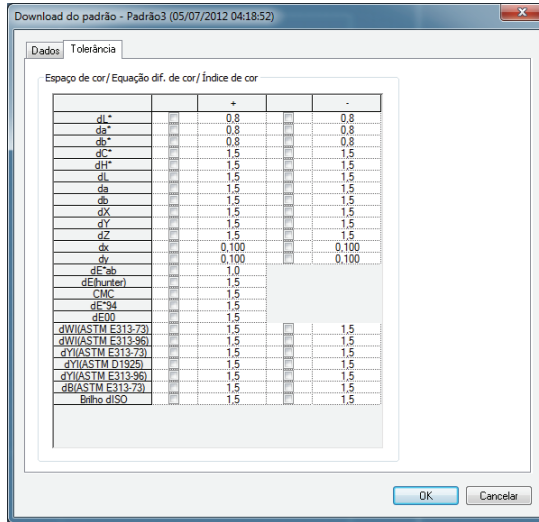 Download do padrão - Padrão3 (05/07/2012 04:18:52)
Dados Tolerância
Espaço de cor/ Equação dif. de cor/ Índice de cor
+ -
dL* 0,8 0,8
da* 0,8 0,8
db* 0,8 0,8
dC* 1,5 1,5
dH* 1,5 1,5
dL 1,5 1,5
da 1,5 1,5
db 1,5 1,5
dX 1,5 1,5
dY 1,5 1,5
dZ 1,5 1,5
dx 0,100 0,100
dy 0,100 0,100
dE*ab 1,0
dE(hunter) 1,5
CMC 1,5
dE*94 1,5
dE00 1,5
dWI(ASTM E313-73) 1,5 1,5
dWI(ASTM E313-96) 1,5 1,5
dYI(ASTM E313-73) 1,5 1,5
dYI(ASTM D1925) 1,5 1,5
dYI(ASTM E313-96) 1,5 1,5
dB(ASTM E313-73) 1,5 1,5
Brilho dISO 1,5 1,5
OK Cancelar